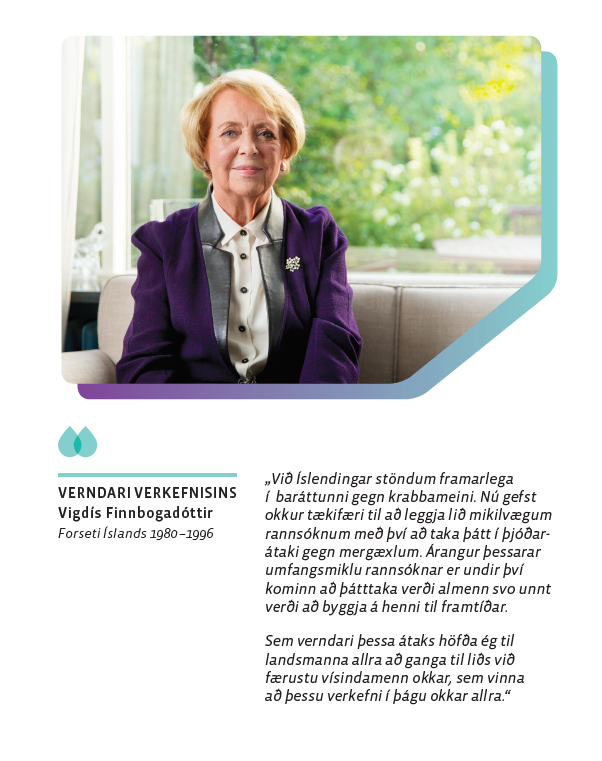 VERNDARI VERKEFNISINS
Vigdís Finnbogadóttir
Forseti Íslands 1980–1996
„Við Íslendingar stöndum framarlega
í baráttunni gegn krabbameini. Nú gefst
okkur tækifæri til að leggja lið mikilvægum
rannsóknum með því að taka þátt í þjóðar-
átaki gegn mergæxlum. Árangur þessarar
umfangsmiklu rannsóknar er undir því
kominn að þátttaka verði almenn svo unnt
verði að byggja á henni til framtíðar.
Sem verndari þessa átaks höfða ég til
landsmanna allra að ganga til liðs við
færustu vísindamenn okkar, sem vinna
að þessu verkefni í þágu okkar allra.“